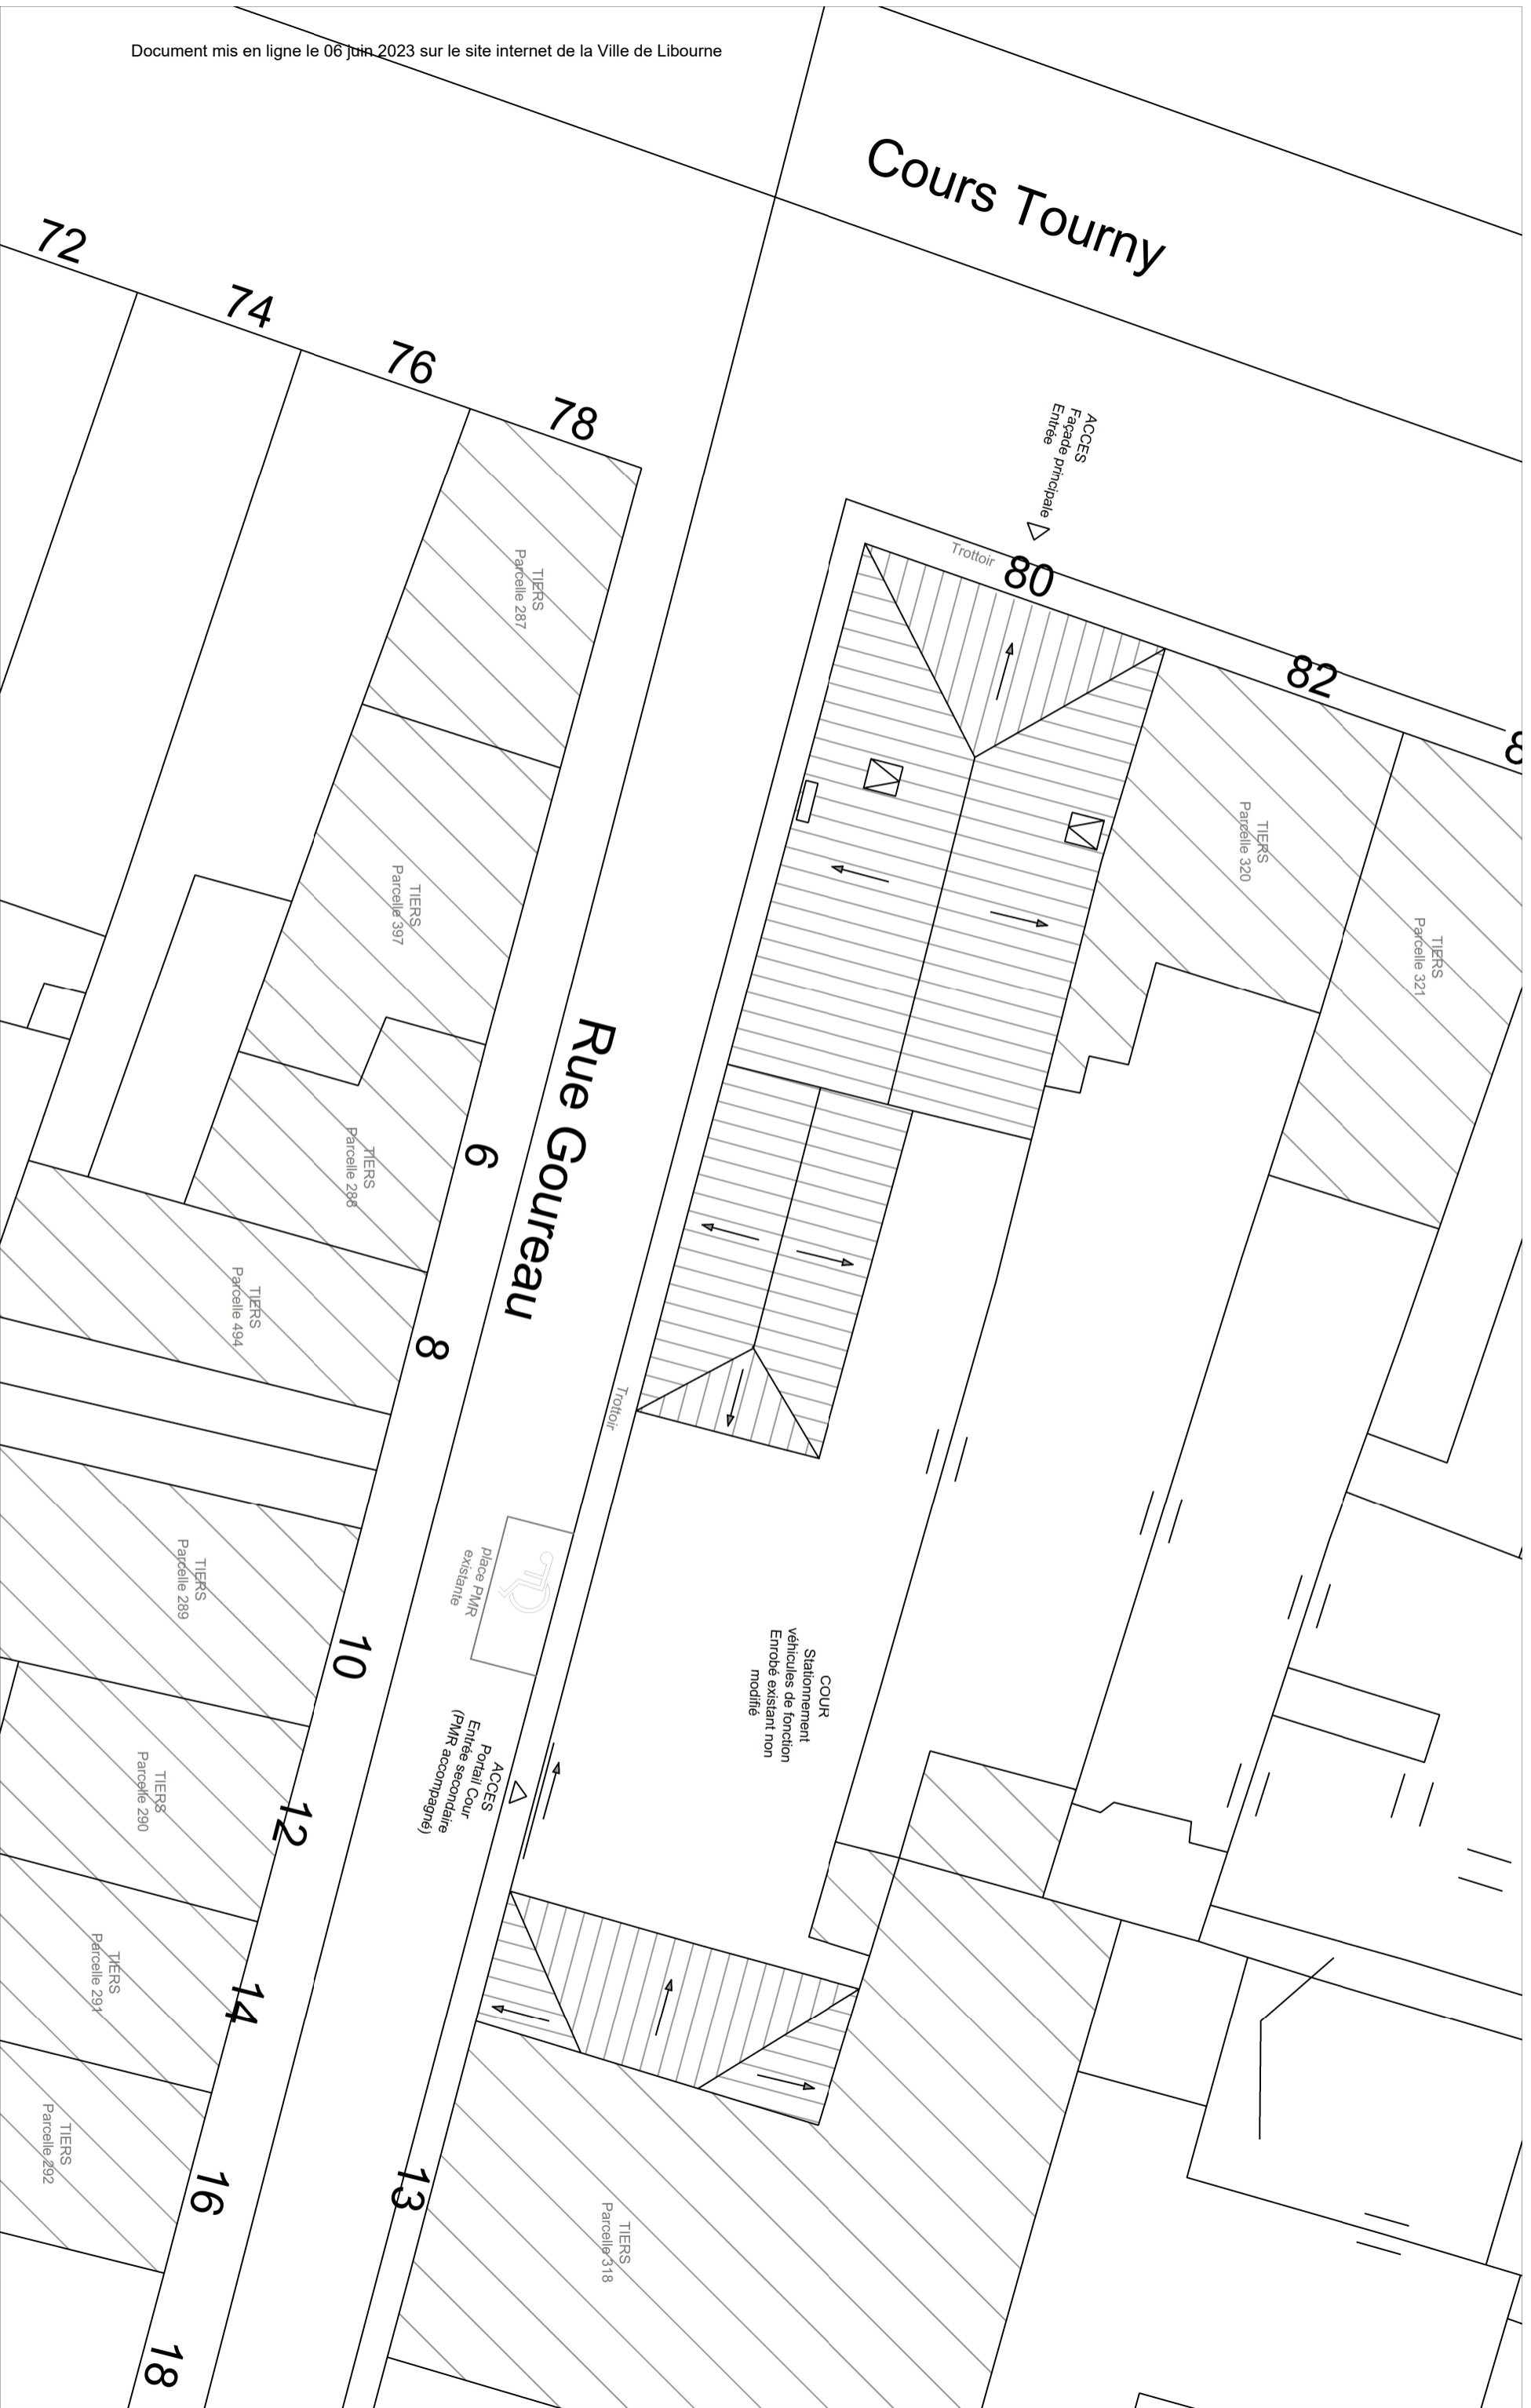 Document mis en ligne le 06 juin 2023 sur le site internet de la Ville de Libourne
Cours Tourny
72
74
76
78
ACCES
Façade principale
Entrée
Trottoir
80
82
8
TIERS
Parcelle 287
TIERS
Parcelle 320
TIERS
Parcelle 321
TIERS
Parcelle 397
Rue Goureau
6
TIERS
Parcelle 288
TIERS
Parcelle 494
8
Trottoir
place PMR
existante
TIERS
Parcelle 289
10
COUR
Stationnement
véhicules de fonction
Enrobé existant non
modifié
ACCES
Portail Cour
Entrée secondaire
(PMR accompagné)
TIERS
Parcelle 290
12
TIERS
Parcelle 291
14
TIERS
Parcelle 292
16
13
TIERS
Parcelle 318
18